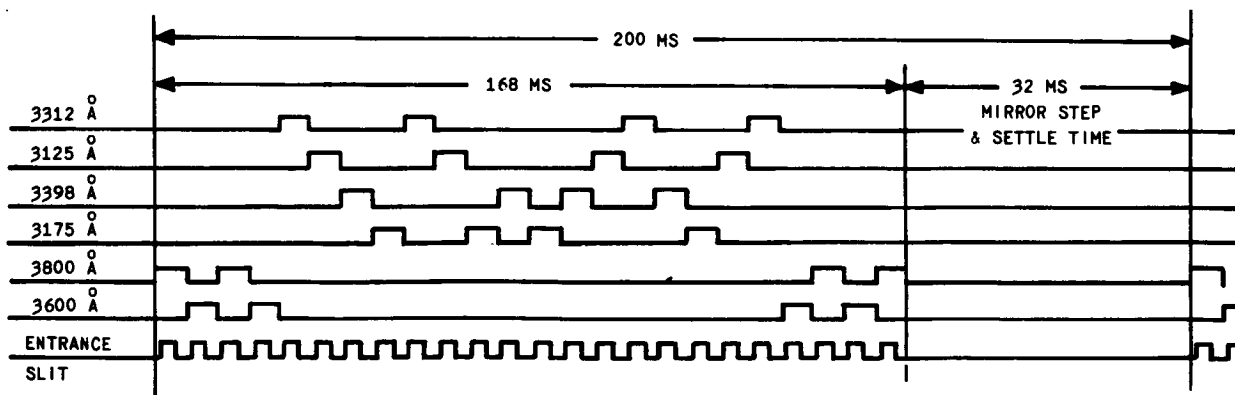 200 MS
168 MS
32 MS
MIRROR STEP
& SETTLE TIME
3312 Å
3125 Å
3398 Å
3175 Å
3800 Å
3600 Å
ENTRANCE
SLIT